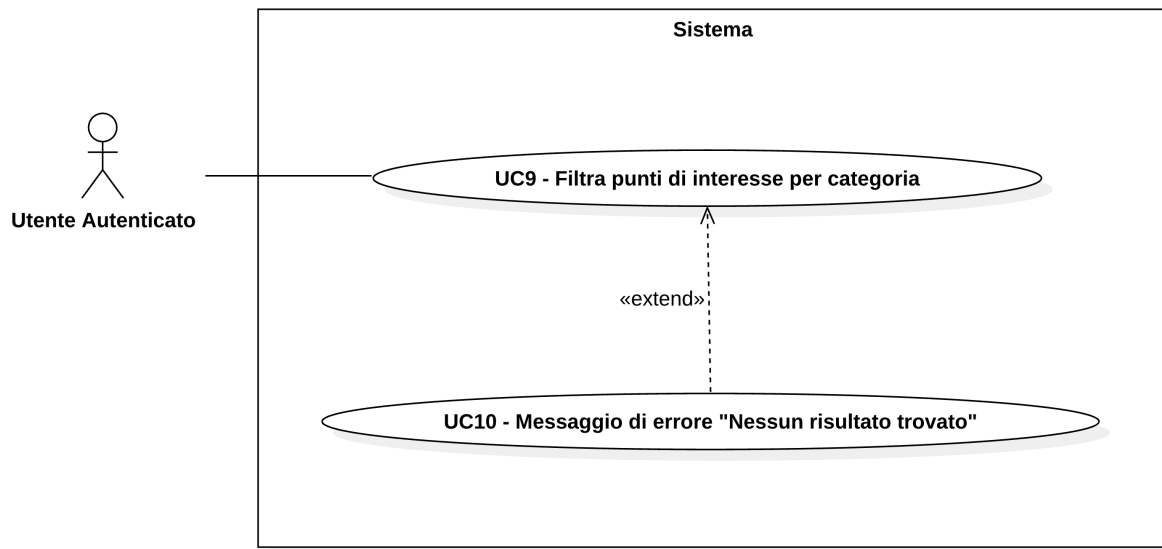 Sistema
UC9 - Filtra punti di interesse per categoria
Utente Autenticato
«extend»
UC10 - Messaggio di errore "Nessun risultato trovato"